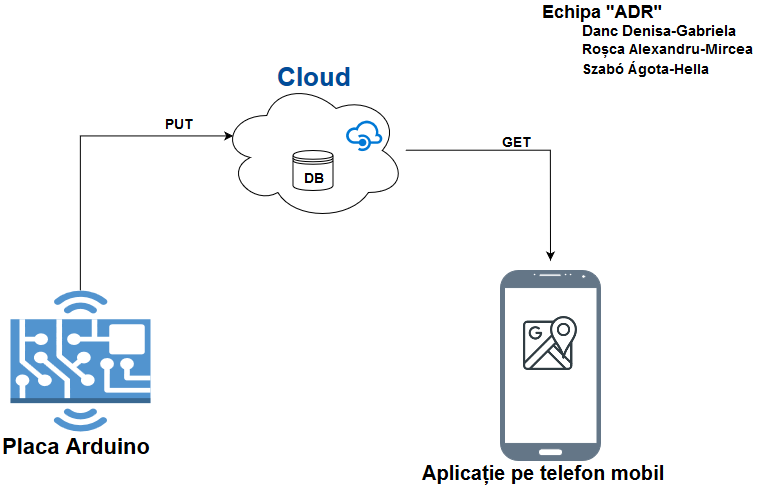 Echipa "ADR"
Danc Denisa-Gabriela
Roșca Alexandru-Mircea
Szabó Ágota-Hella
Cloud
PUT
GET
DB
G
Placa Arduino
Aplicație pe telefon mobil